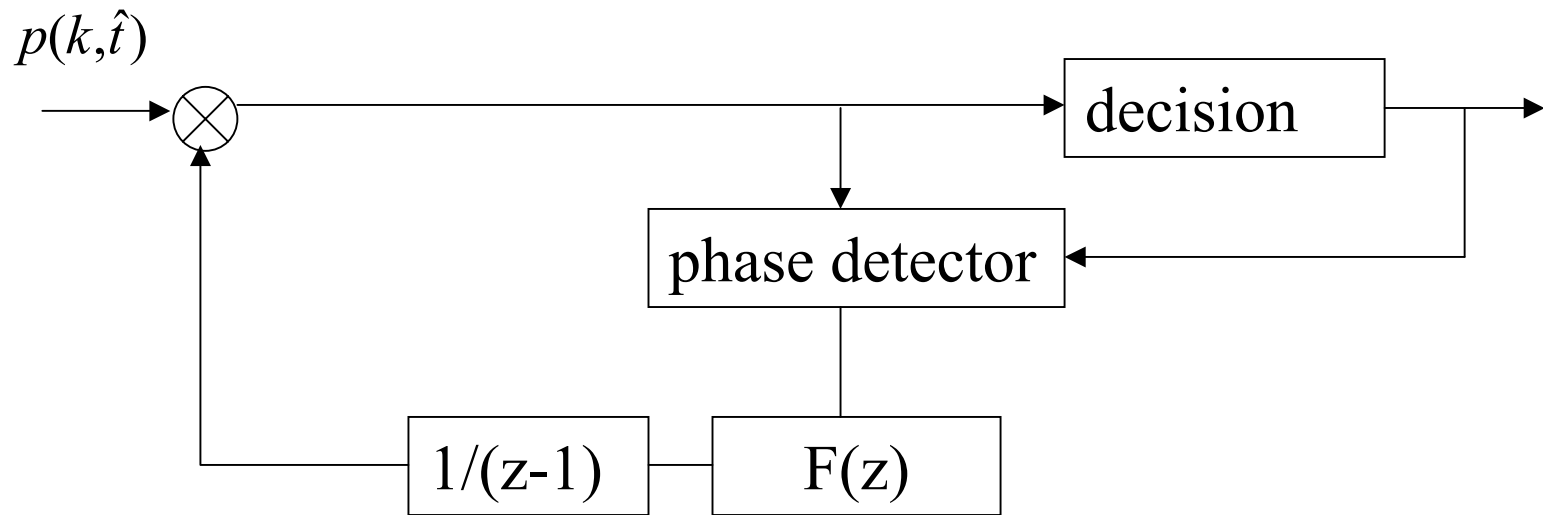 p(k,t̂)
decision
phase detector
1/(z-1)
F(z)